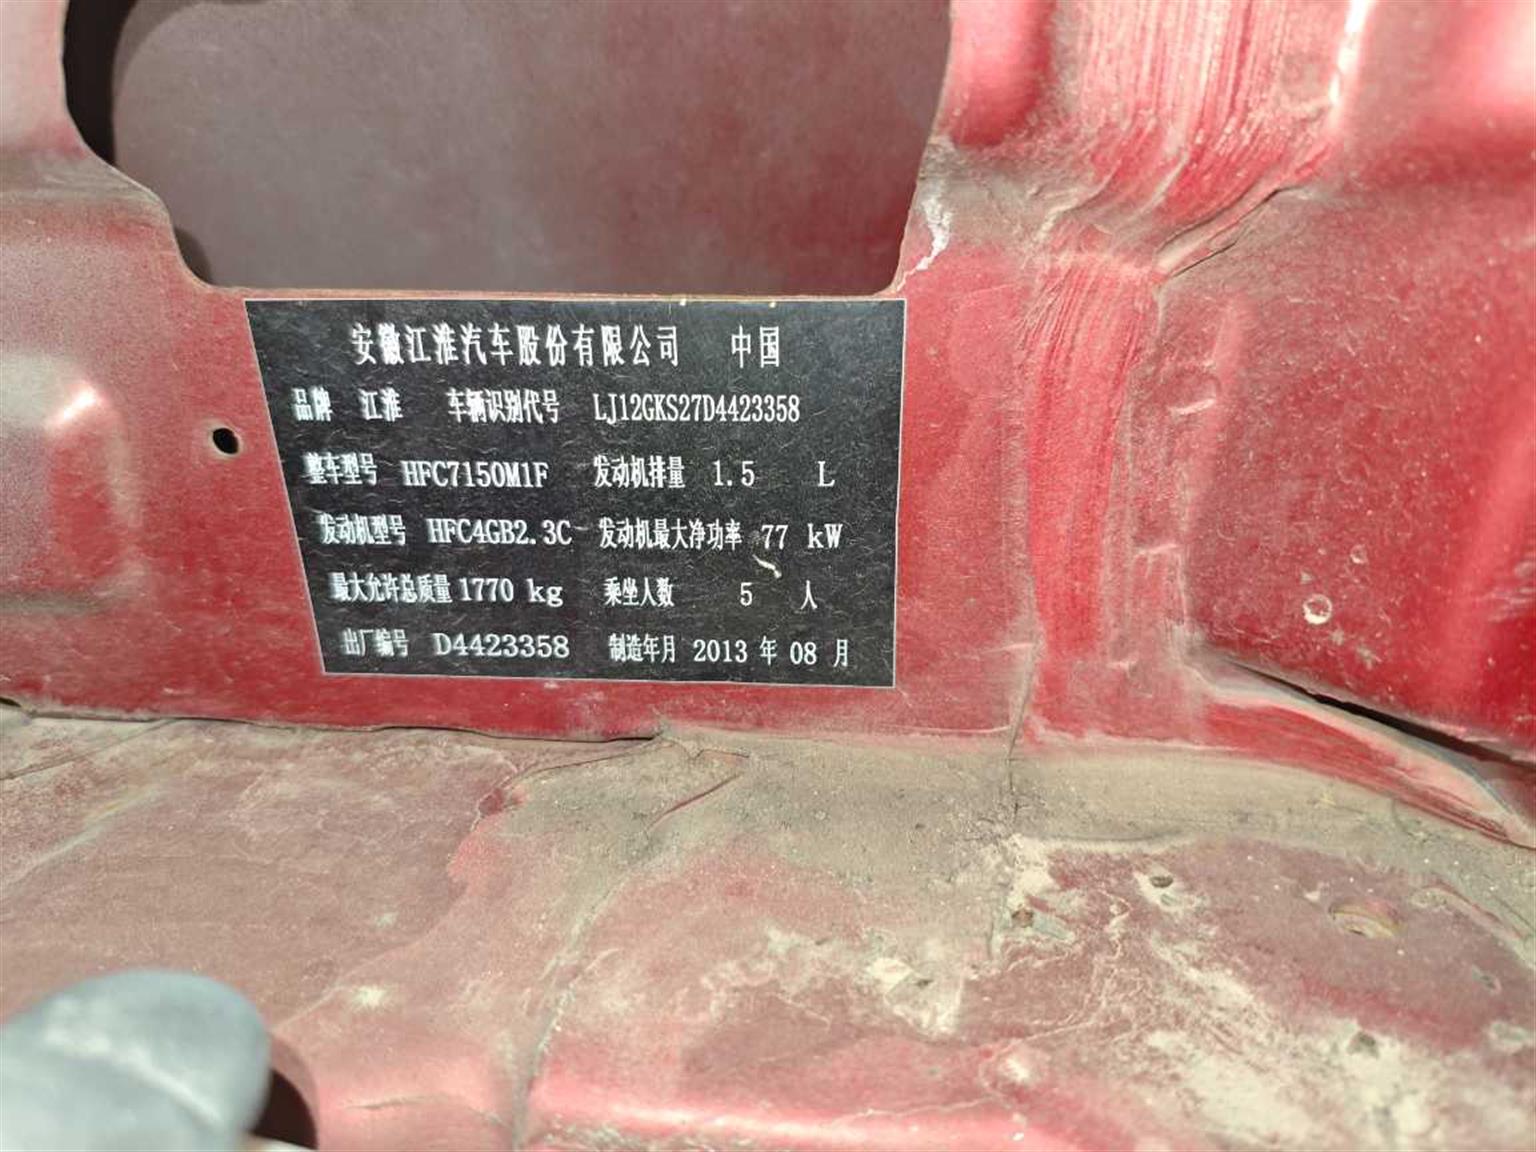 安徽江淮汽车股份有限公司 中国
品牌 江淮 车辆识别代号 LJ12GKS27D4423358
整车型号 HFC7150M1F 发动机排量 1.5 L
发动机型号 HFC4GB2.3C 发动机最大净功率 77 kW
最大允许总质量 1770 kg 乘坐人数 5 人
出厂编号 D4423358 制造年月 2013 年 08 月